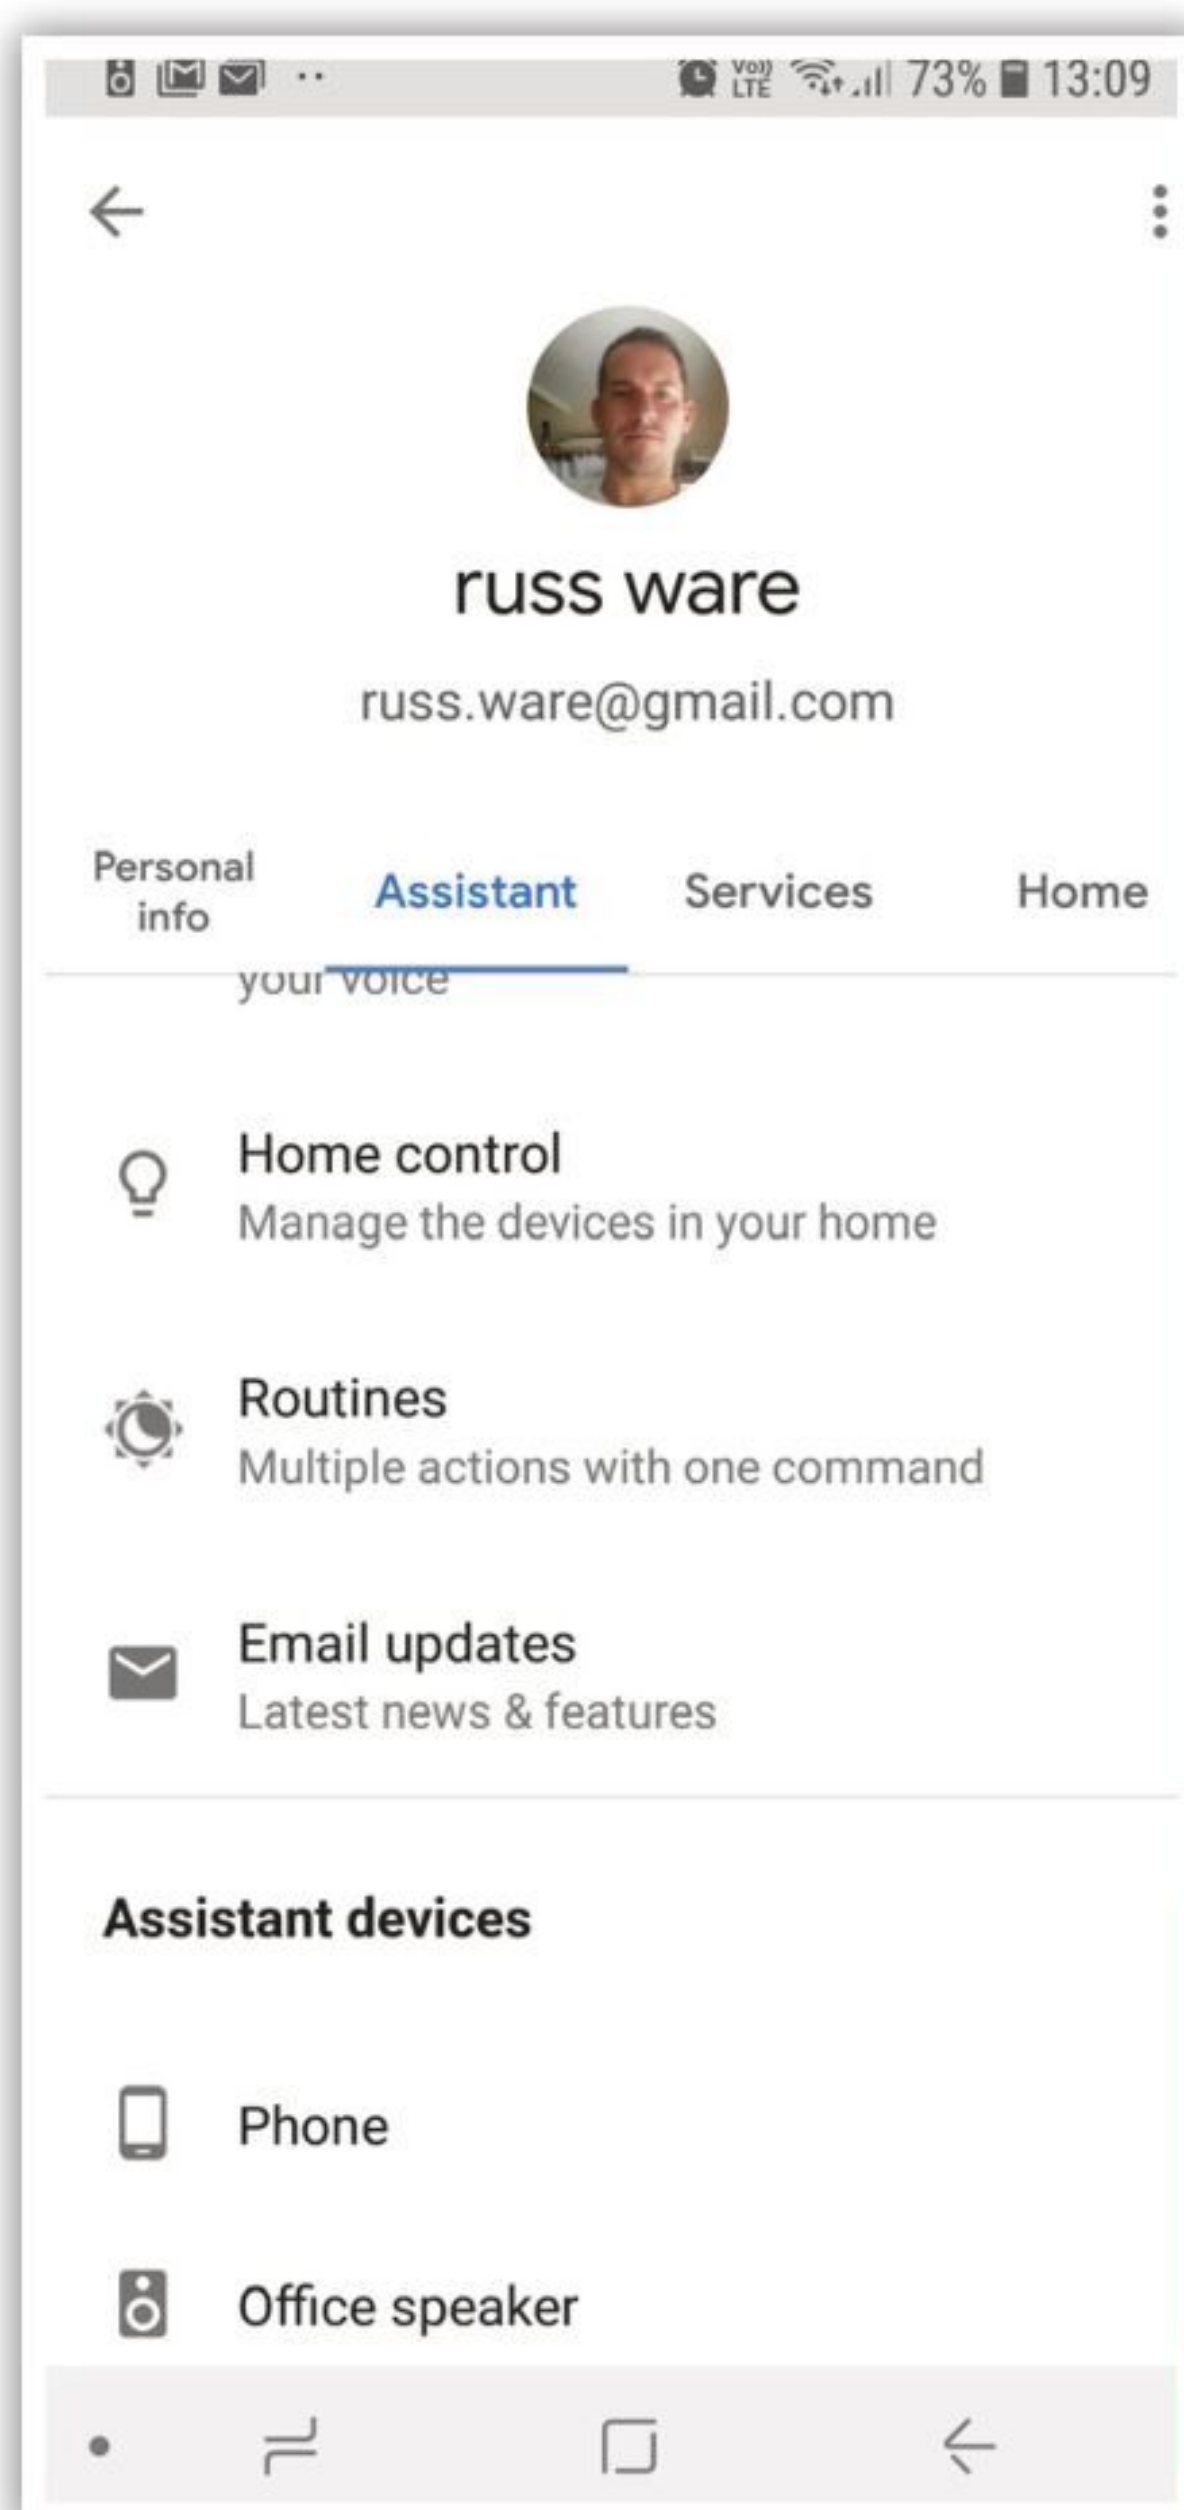 Vo)) LTE 73% 13:09
russ ware
russ.ware@gmail.com
Personal info
Assistant
Services
Home
your voice
Home control
Manage the devices in your home
Routines
Multiple actions with one command
Email updates
Latest news & features
Assistant devices
Phone
Office speaker